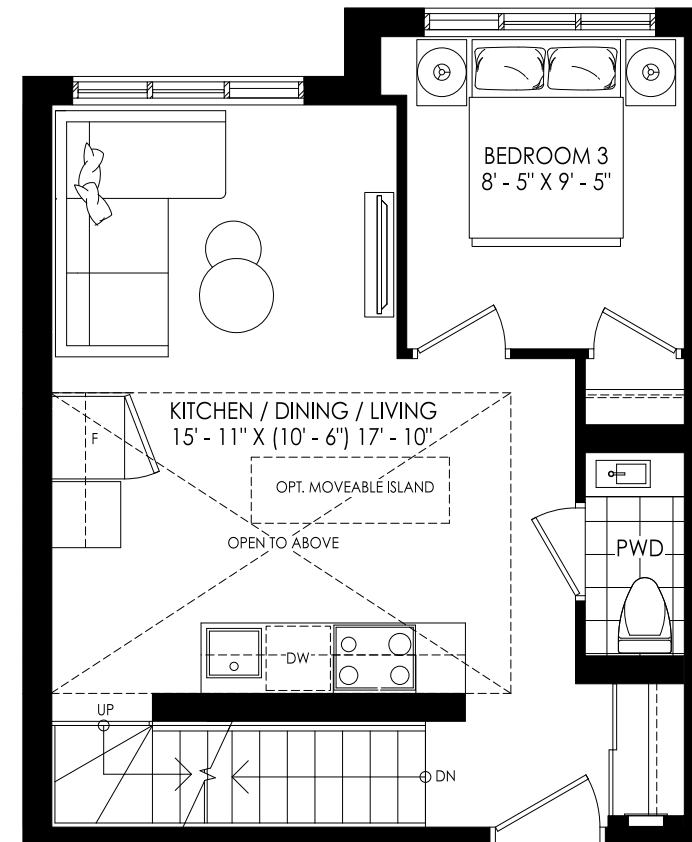 BEDROOM 3
8' - 5" X 9' - 5"
KITCHEN / DINING / LIVING
15' - 11" X (10' - 6") 17' - 10"
F
OPT. MOVEABLE ISLAND
OPEN TO ABOVE
PWD
DW
UP
DN